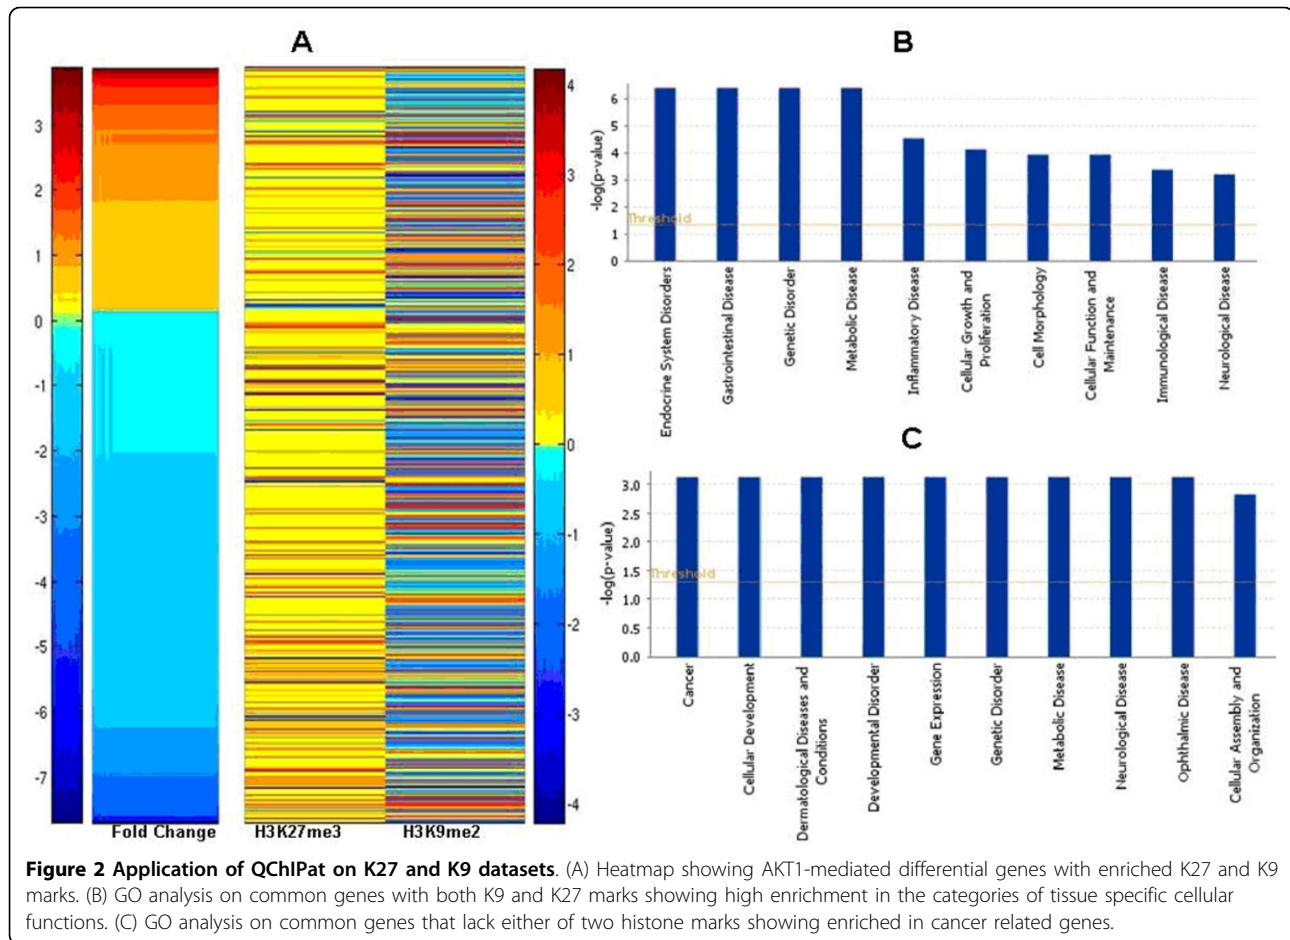 A
3
2
1
0
-1
-2
-3
-4
-5
-6
-7
Fold Change
H3K27me3
H3K9me2
4
3
2
1
0
-1
-2
-3
-4
B
-log(p-value)
6
5
4
3
2
1
0
Threshold
Endocrine System Disorders
Gastrointestinal Disease
Genetic Disorder
Metabolic Disease
Inflammatory Disease
Cellular Growth and
Proliferation
Cell Morphology
Cellular Function and
Maintenance
Immunological Disease
Neurological Disease
C
-log(p-value)
3.0
2.5
2.0
1.5
1.0
0.5
0.0
Threshold
Cancer
Cellular Development
Dermatological Diseases and
Conditions
Developmental Disorder
Gene Expression
Genetic Disorder
Metabolic Disease
Neurological Disease
Ophthalmic Disease
Cellular Assembly and
Organization
Figure 2 Application of QChIPat on K27 and K9 datasets. (A) Heatmap showing AKT1-mediated differential genes with enriched K27 and K9
marks. (B) GO analysis on common genes with both K9 and K27 marks showing high enrichment in the categories of tissue specific cellular
functions. (C) GO analysis on common genes that lack either of two histone marks showing enriched in cancer related genes.